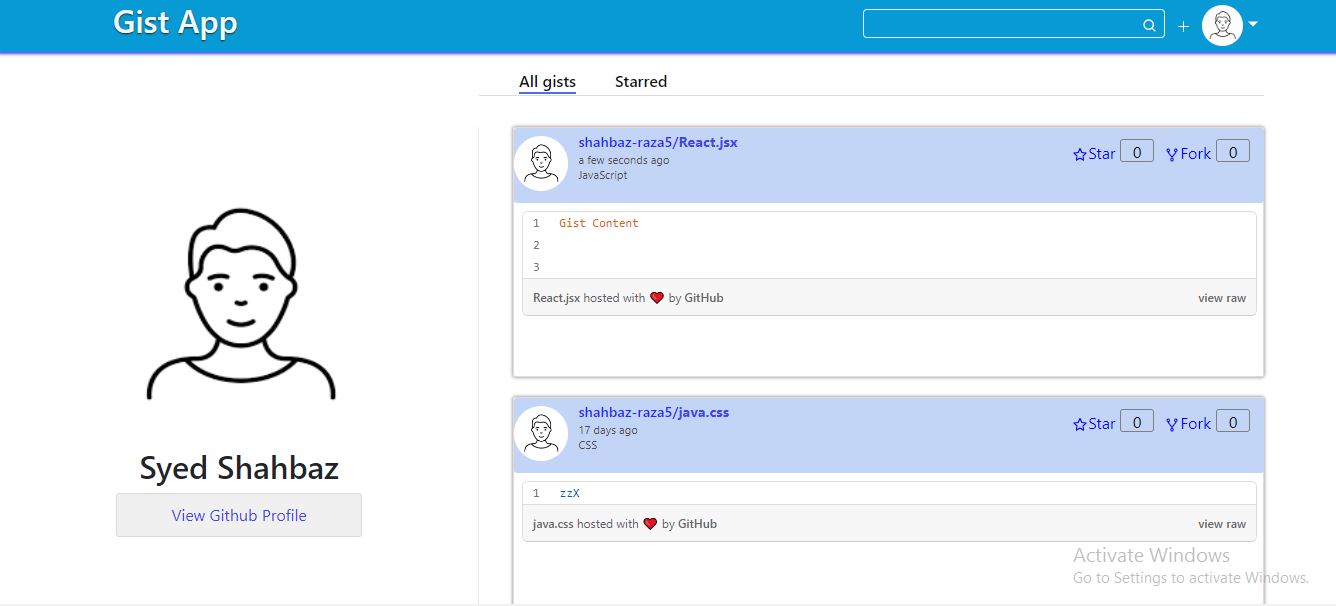 Gist App
+
All gists Starred
shahbaz-raza5/React.jsx
a few seconds ago
JavaScript
Star 0 Fork 0
1 Gist Content
2
3
React.jsx hosted with ❤ by GitHub view raw
Syed Shahbaz
View Github Profile
shahbaz-raza5/java.css
17 days ago
CSS
Star 0 Fork 0
1 zzX
java.css hosted with ❤ by GitHub view raw
Activate Windows
Go to Settings to activate Windows.